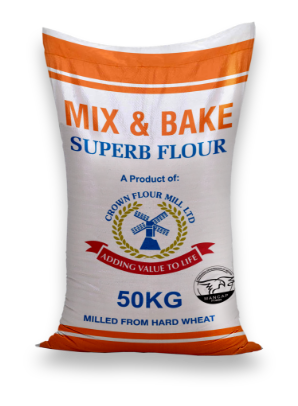 MIX & BAKE
SUPERB FLOUR
A Product of:
CROWN FLOUR MILL LTD
ADDING VALUE TO LIFE
50KG
MANCAN
MILLED FROM HARD WHEAT